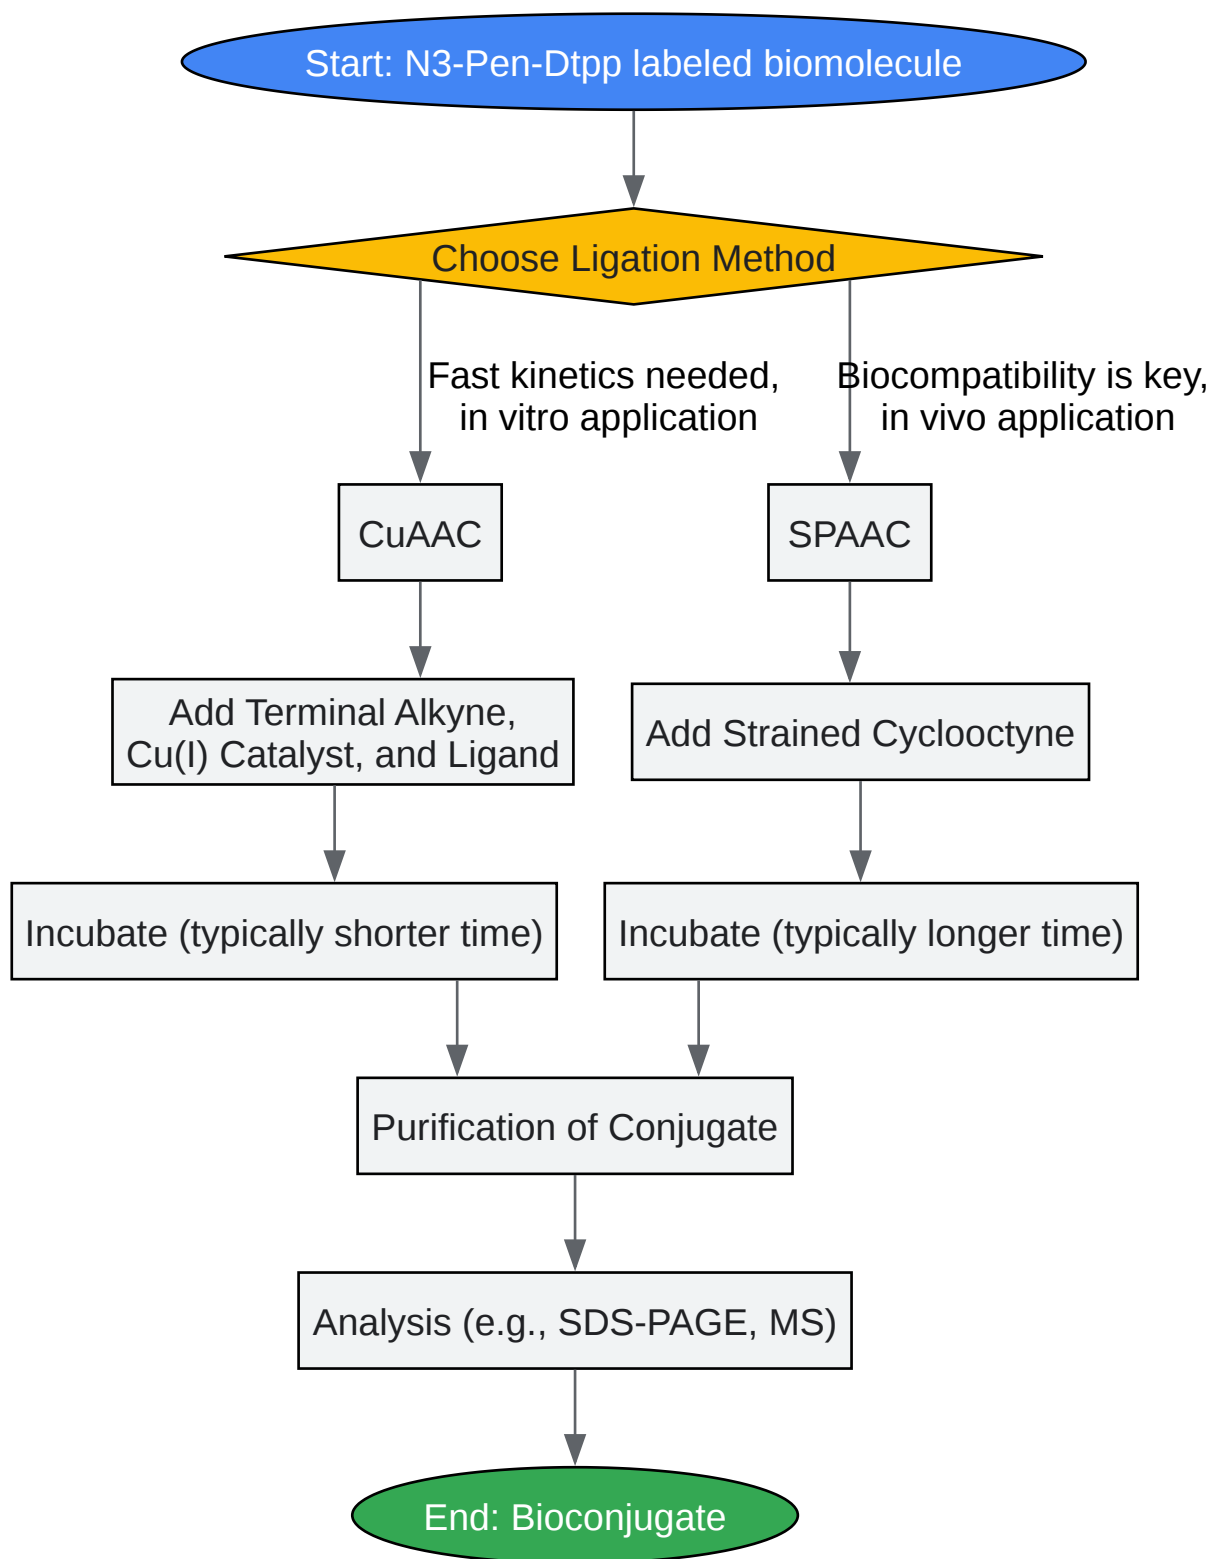 Start: N3-Pen-Dtpp labeled biomolecule
Choose Ligation Method
Fast kinetics needed,
in vitro application
Biocompatibility is key,
in vivo application
CuAAC
SPAAC
Add Terminal Alkyne,
Cu(I) Catalyst, and Ligand
Add Strained Cyclooctyne
Incubate (typically shorter time)
Incubate (typically longer time)
Purification of Conjugate
Analysis (e.g., SDS-PAGE, MS)
End: Bioconjugate